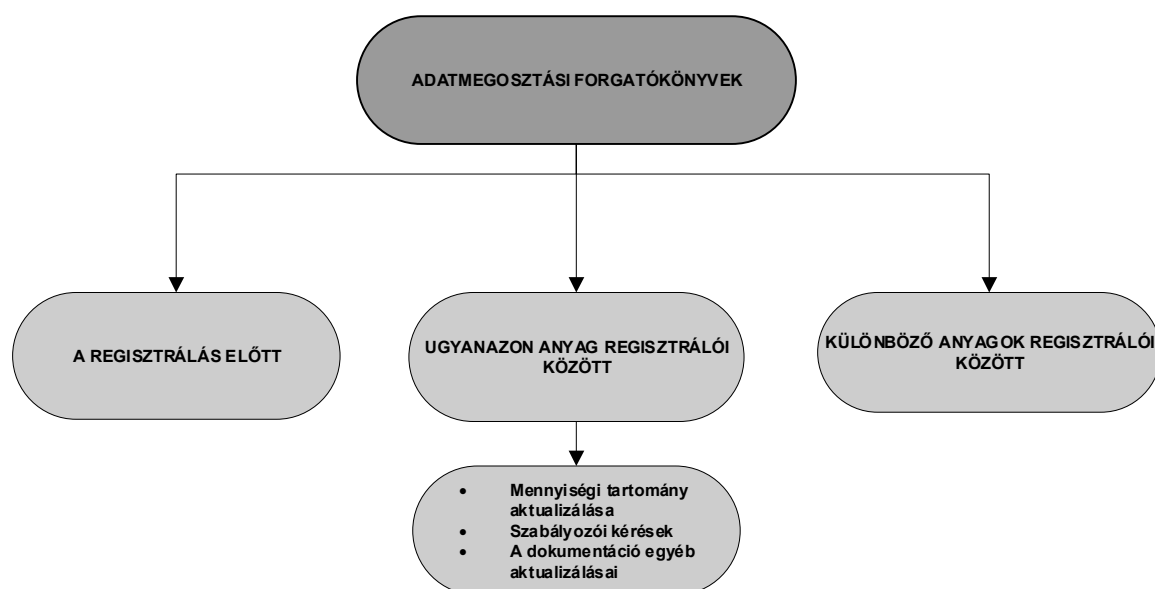 ADATMEGOSZTÁSI FORGATÓKÖNYVEK
A REGISZTRÁLÁS ELŐTT
UGYANAZON ANYAG REGISZTRÁLÓI
KÖZÖTT
KÜLÖNBÖZŐ ANYAGOK REGISZTRÁLÓI
KÖZÖTT
• Mennyiségi tartomány
aktualizálása
• Szabályozói kérések
• A dokumentáció egyéb
aktualizálásai